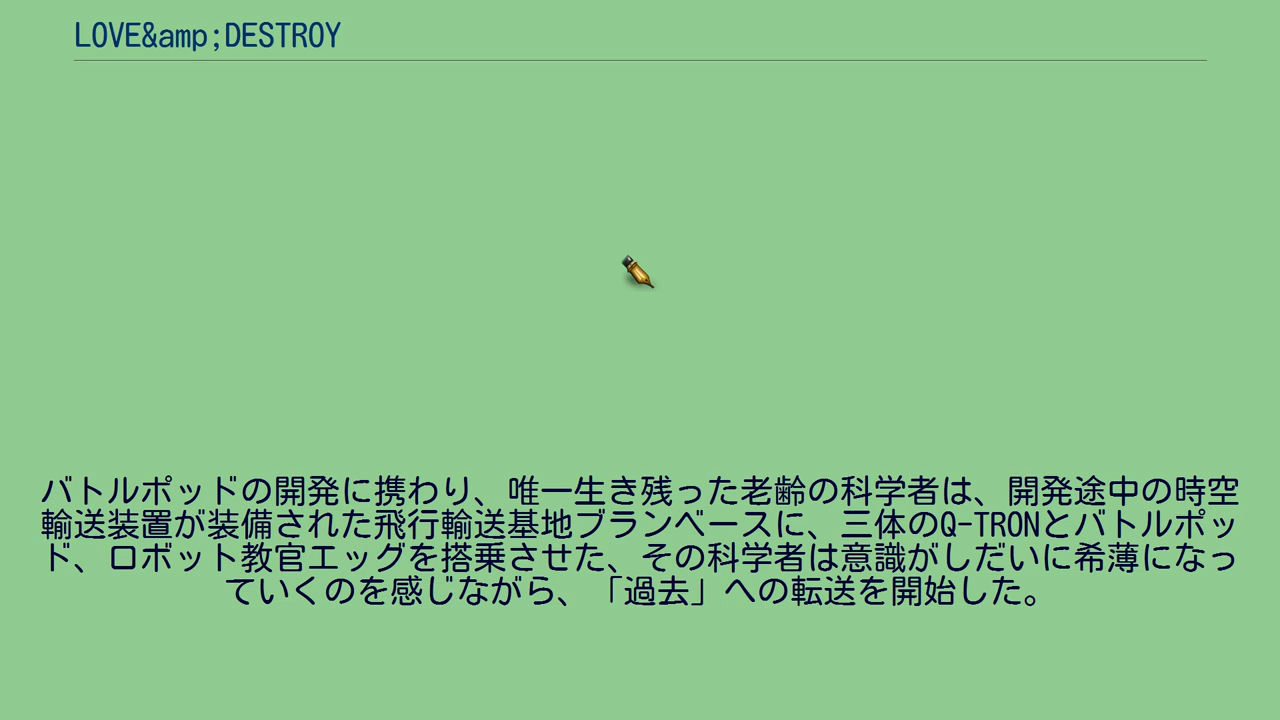 LOVE&amp;DESTROY
バトルポッドの開発に携わり、唯一生き残った老齢の科学者は、開発途中の時空
輸送装置が装備された飛行輸送基地ブランベースに、三体のQ-TRONとバトルポッ
ド、ロボット教官エッグを搭乗させた、その科学者は意識がしだいに希薄になっ
ていくのを感じながら、「過去」への転送を開始した。